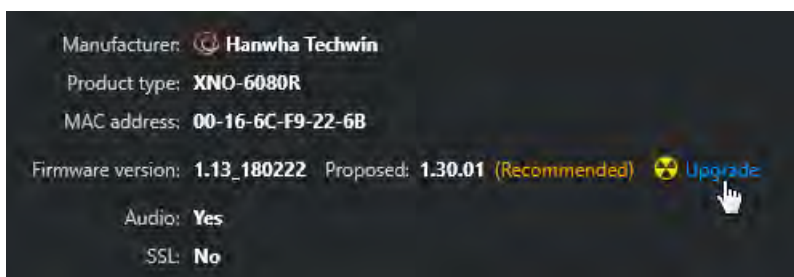 Manufacturer: Hanwha Techwin
Product type: XNO-6080R
MAC address: 00-16-6C-F9-22-6B
Firmware version: 1.13_180222 Proposed: 1.30.01 (Recommended) Upgrade
Audio: Yes
SSL: No